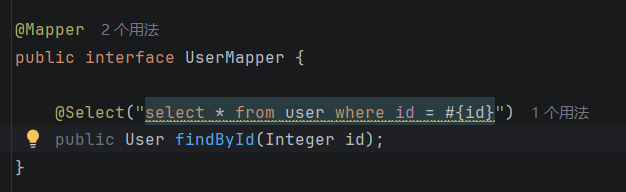 @Mapper 2 个用法
public interface UserMapper {
@Select("select * from user where id = #{id}") 1 个用法
public User findById(Integer id);
}